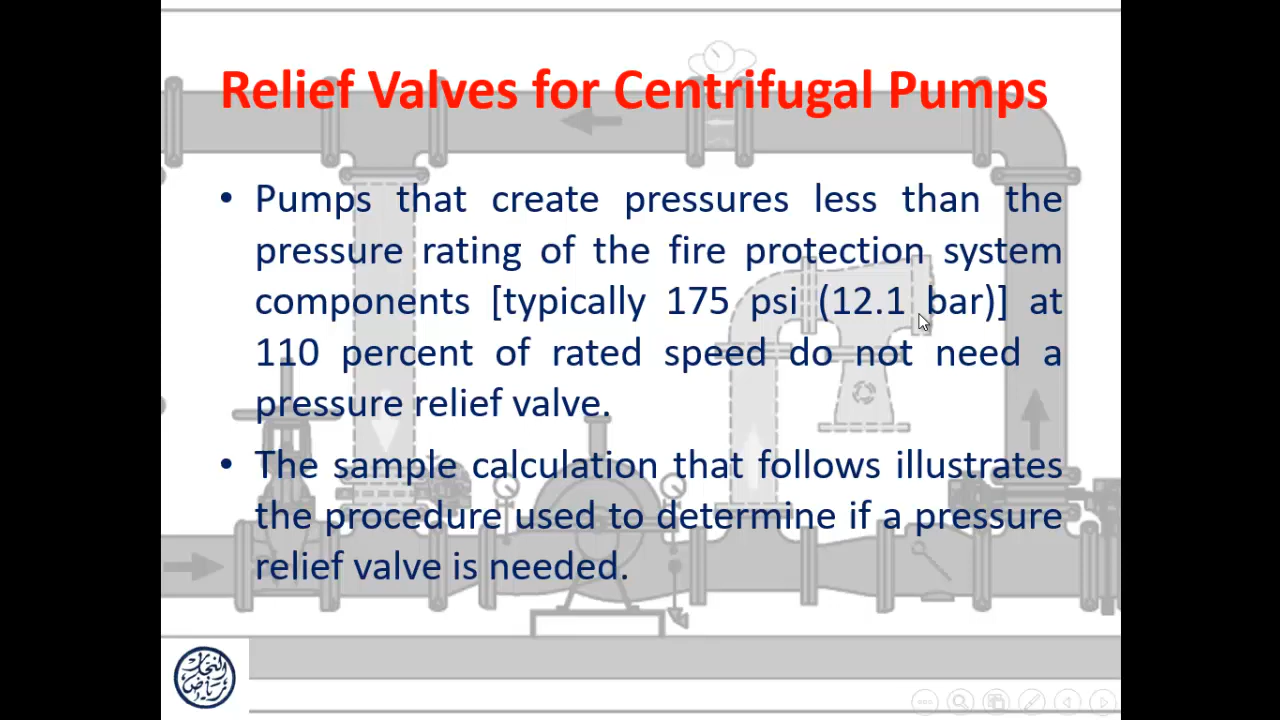 Relief Valves for Centrifugal Pumps
• Pumps that create pressures less than the
pressure rating of the fire protection system
components [typically 175 psi (12.1 bar)] at
110 percent of rated speed do not need a
pressure relief valve.
• The sample calculation that follows illustrates
the procedure used to determine if a pressure
relief valve is needed.
النجار
رياض